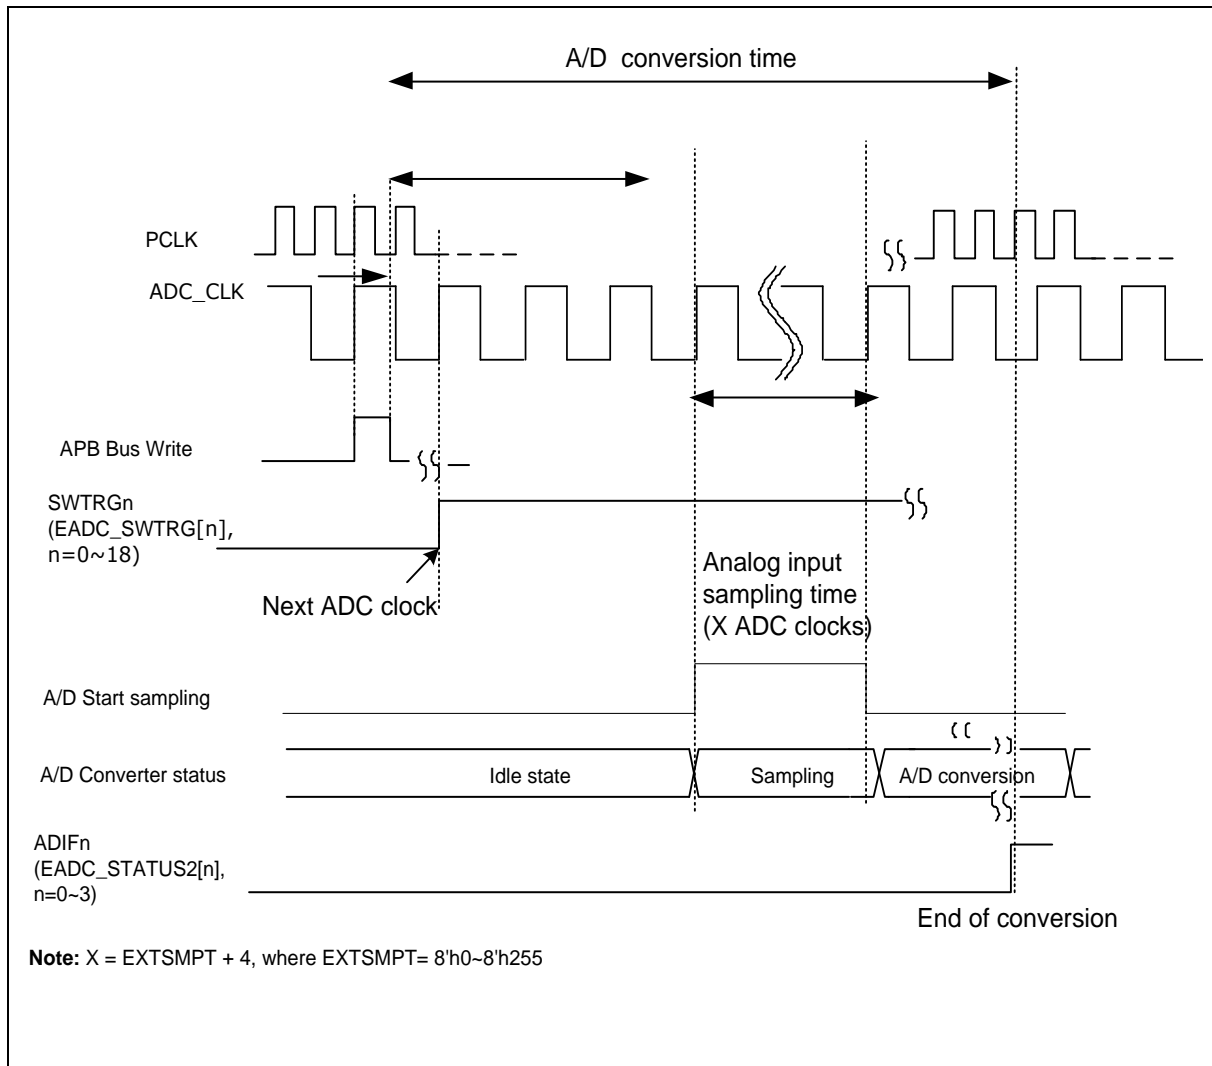 A/D conversion time
PCLK
ADC_CLK
APB Bus Write
SWTRGn
(EADC_SWTRG[n],
n=0~18)
Next ADC clock
Analog input
sampling time
(X ADC clocks)
A/D Start sampling
A/D Converter status
Idle state
Sampling
A/D conversion
ADIFn
(EADC_STATUS2[n],
n=0~3)
End of conversion
Note: X = EXTSMPT + 4, where EXTSMPT= 8'h0~8'h255